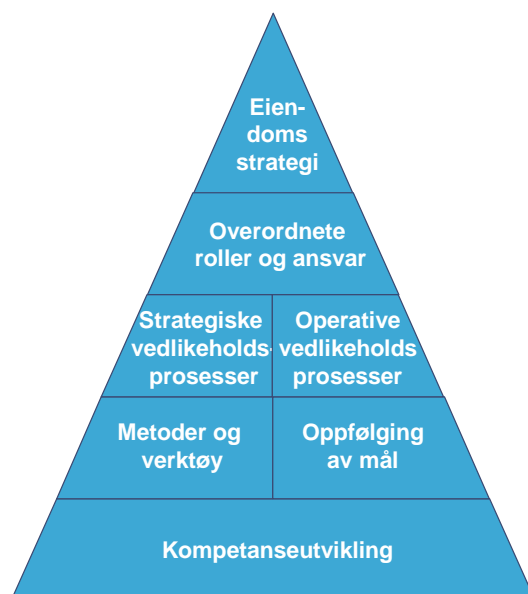 Eien-
doms
strategi
Overordnete
roller og ansvar
Strategiske
vedlikeholds-
prosesser
Operative
vedlikeholds
prosesser
Metoder og
verktøy
Oppfølging
av mål
Kompetanseutvikling